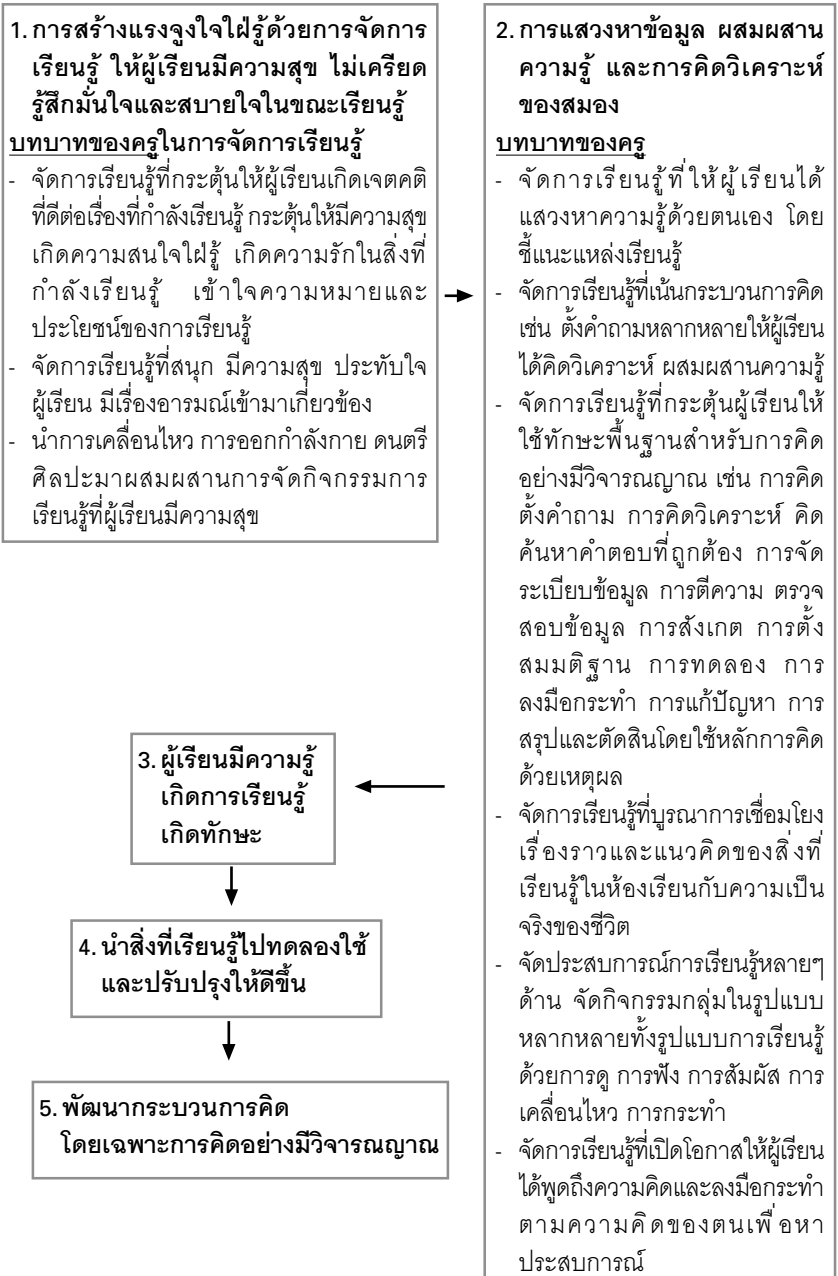 1. การสร้างแรงจูงใจใฝ่รู้ด้วยการจัดการ
เรียนรู้ ให้ผู้เรียนมีความสุข ไม่เครียด
รู้สึกมั่นใจและสบายใจในขณะเรียนรู้
บทบาทของครูในการจัดการเรียนรู้
- จัดการเรียนรู้ที่กระตุ้นให้ผู้เรียนเกิดเจตคติ
ที่ดีต่อเรื่องที่กำลังเรียนรู้ กระตุ้นให้มีความสุข
เกิดความสนใจใฝ่รู้ เกิดความรักในสิ่งที่
กำลังเรียนรู้ เข้าใจความหมายและ
ประโยชน์ของการเรียนรู้
- จัดการเรียนรู้ที่สนุก มีความสุข ประทับใจ
ผู้เรียน มีเรื่องอารมณ์เข้ามาเกี่ยวข้อง
- นำการเคลื่อนไหว การออกกำลังกาย ดนตรี
ศิลปะมาผสมผสานการจัดกิจกรรมการ
เรียนรู้ที่ผู้เรียนมีความสุข
2. การแสวงหาข้อมูล ผสมผสาน
ความรู้ และการคิดวิเคราะห์
ของสมอง
บทบาทของครู
- จัดการเรียนรู้ที่ให้ผู้เรียนได้
แสวงหาความรู้ด้วยตนเอง โดย
ชี้แนะแหล่งเรียนรู้
- จัดการเรียนรู้ที่เน้นกระบวนการคิด
เช่น ตั้งคำถามหลากหลายให้ผู้เรียน
ได้คิดวิเคราะห์ ผสมผสานความรู้
- จัดการเรียนรู้ที่กระตุ้นผู้เรียนให้
ใช้ทักษะพื้นฐานสำหรับการคิด
อย่างมีวิจารณญาณ เช่น การคิด
ตั้งคำถาม การคิดวิเคราะห์ คิด
ค้นหาคำตอบที่ถูกต้อง การจัด
ระเบียบข้อมูล การตีความ ตรวจ
สอบข้อมูล การสังเกต การตั้ง
สมมติฐาน การทดลอง การ
ลงมือกระทำ การแก้ปัญหา การ
สรุปและตัดสินโดยใช้หลักการคิด
ด้วยเหตุผล
- จัดการเรียนรู้ที่บูรณาการเชื่อมโยง
เรื่องราวและแนวคิดของสิ่งที่
เรียนรู้ในห้องเรียนกับความเป็น
จริงของชีวิต
- จัดประสบการณ์การเรียนรู้หลายๆ
ด้าน จัดกิจกรรมกลุ่มในรูปแบบ
หลากหลายทั้งรูปแบบการเรียนรู้
ด้วยการดู การฟัง การสัมผัส การ
เคลื่อนไหว การกระทำ
- จัดการเรียนรู้ที่เปิดโอกาสให้ผู้เรียน
ได้พูดถึงความคิดและลงมือกระทำ
ตามความคิดของตนเพื่อหา
ประสบการณ์
3. ผู้เรียนมีความรู้
เกิดการเรียนรู้
เกิดทักษะ
4. นำสิ่งที่เรียนรู้ไปทดลองใช้
และปรับปรุงให้ดีขึ้น
5. พัฒนากระบวนการคิด
โดยเฉพาะการคิดอย่างมีวิจารณญาณ